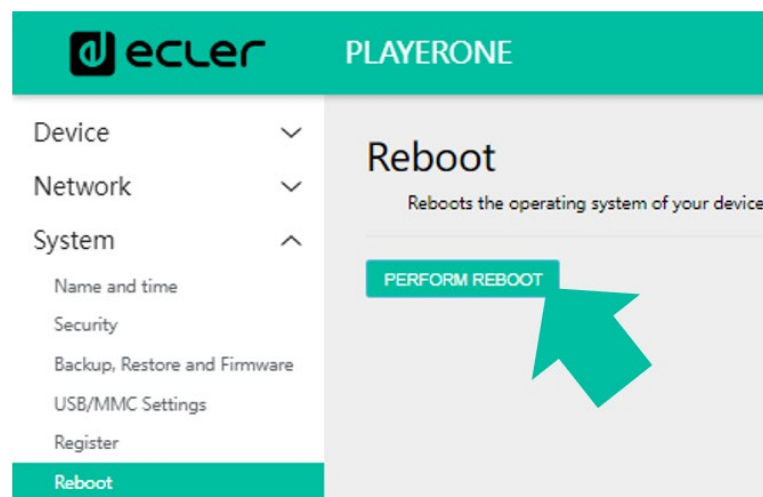 ecler
PLAYERONE
Device
Network
System
Name and time
Security
Backup, Restore and Firmware
USB/MMC Settings
Register
Reboot
Reboot
Reboots the operating system of your device
PERFORM REBOOT